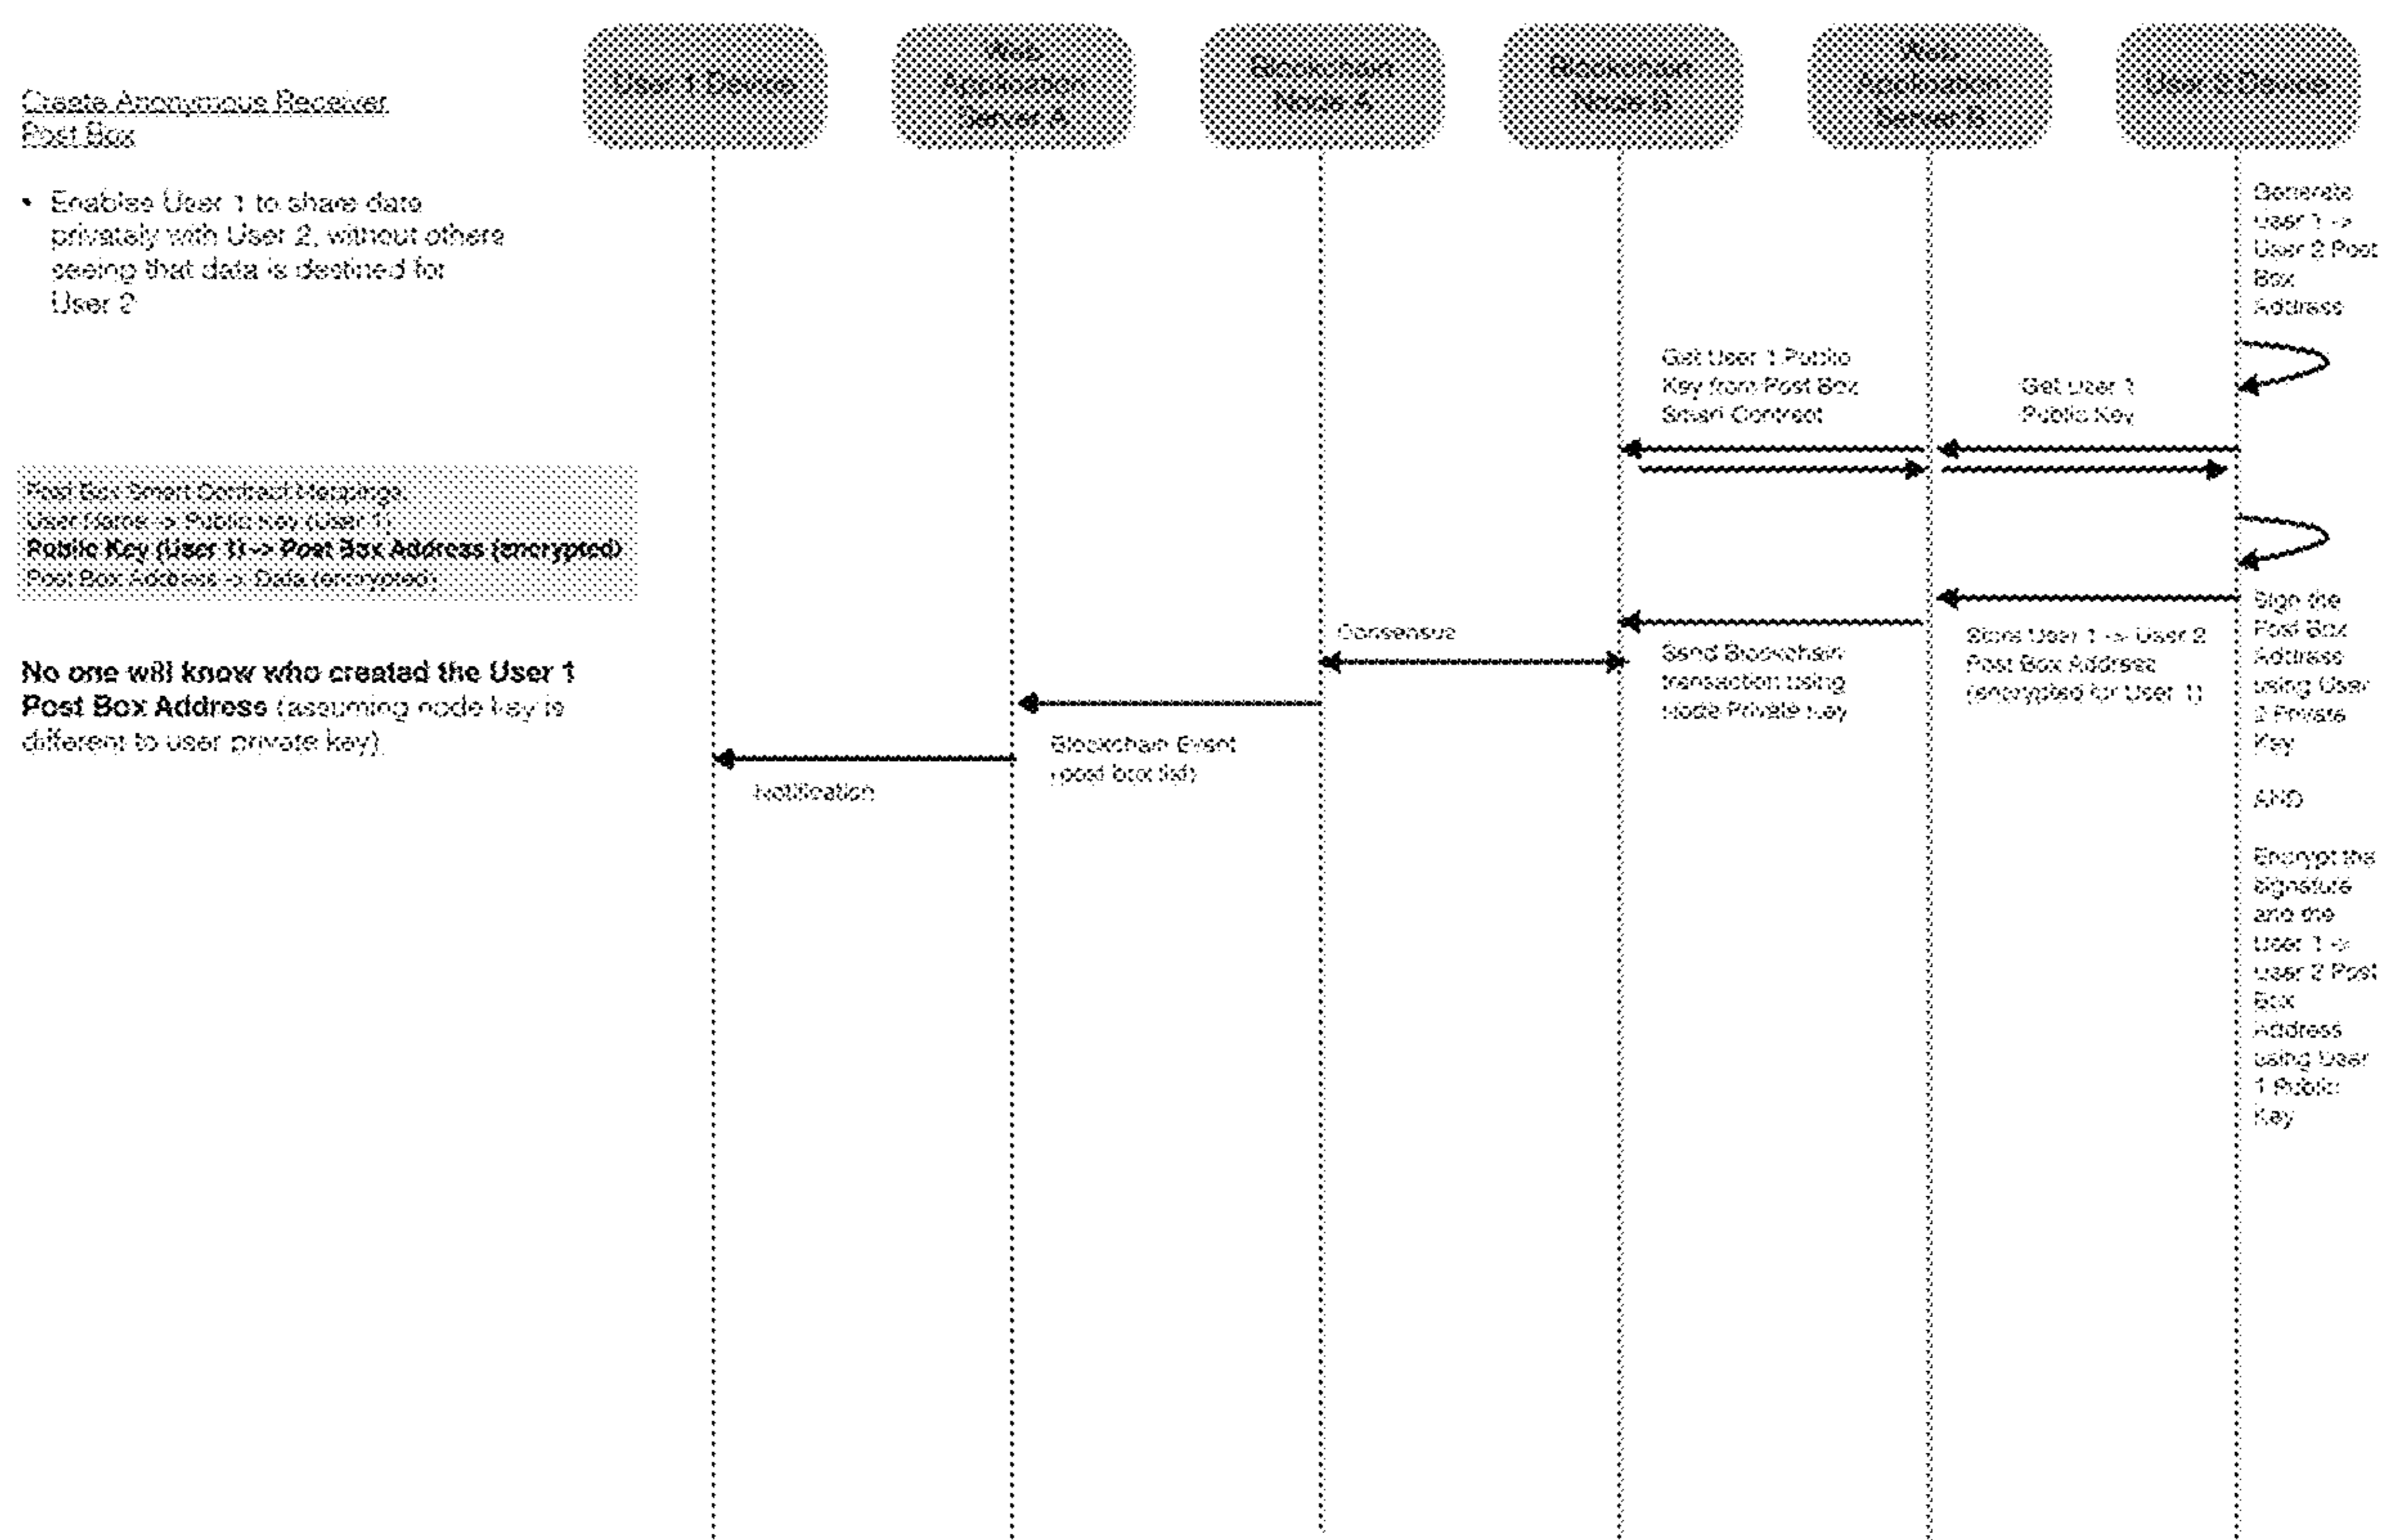 Create Anonymous Receiver
Post Box
• Enables User 1 to share data
privately with User 2, without others
seeing that data is destined for
User 2
Post Box Smart Contract Mappings
User Name -> Public Key (User 1)
Public Key (User 1) -> Post Box Address (encrypted)
Post Box Address -> Data (encrypted)
No one will know who created the User 1
Post Box Address (assuming node key is
different to user private key)
User 1 Device
Web
Application
Server A
Blockchain
Node A
Blockchain
Node B
Web
Application
Server B
User 2 Device
Generate
User 1 ->
User 2 Post
Box
Address
Get User 1 Public
Key from Post Box
Smart Contract
Get User 1
Public Key
Sign the
Post Box
Address
using User
2 Private
Key
AND
Encrypt the
signature
and the
User 1 ->
User 2 Post
Box
Address
using User
1 Public
Key
Store User 1 -> User 2
Post Box Address
(encrypted for User 1)
Send Blockchain
transaction using
Node Private Key
Consensus
Blockchain Event
(post box list)
Notification